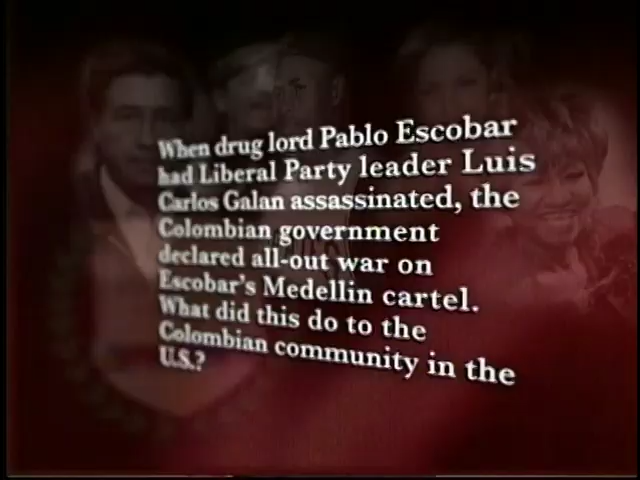 When drug lord Pablo Escobar
had Liberal Party leader Luis
Carlos Galan assassinated, the
Colombian government
declared all-out war on
Escobar's Medellin cartel.
What did this do to the
Colombian community in the
U.S.?